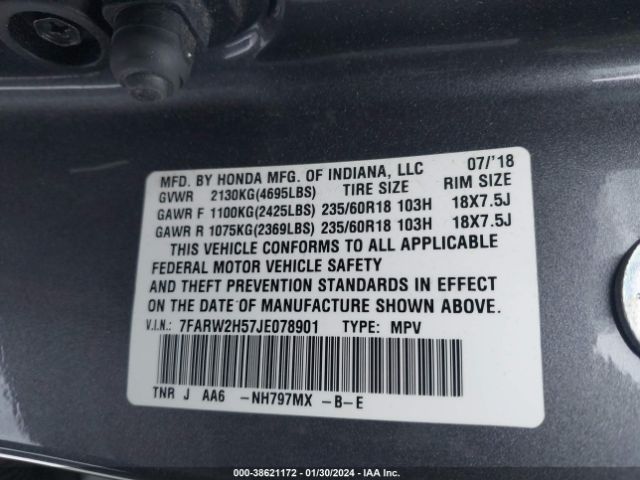 MFD. BY HONDA MFG. OF INDIANA, LLC 07/'18
GVWR 2130KG(4695LBS) TIRE SIZE RIM SIZE
GAWR F 1100KG(2425LBS) 235/60R18 103H 18X7.5J
GAWR R 1075KG(2369LBS) 235/60R18 103H 18X7.5J
THIS VEHICLE CONFORMS TO ALL APPLICABLE
FEDERAL MOTOR VEHICLE SAFETY
AND THEFT PREVENTION STANDARDS IN EFFECT
ON THE DATE OF MANUFACTURE SHOWN ABOVE.
V.I.N.: 7FARW2H57JE078901 TYPE: MPV
TNR J AA6 -NH797MX -B-E
000-38621172 - 01/30/2024 - IAA Inc.